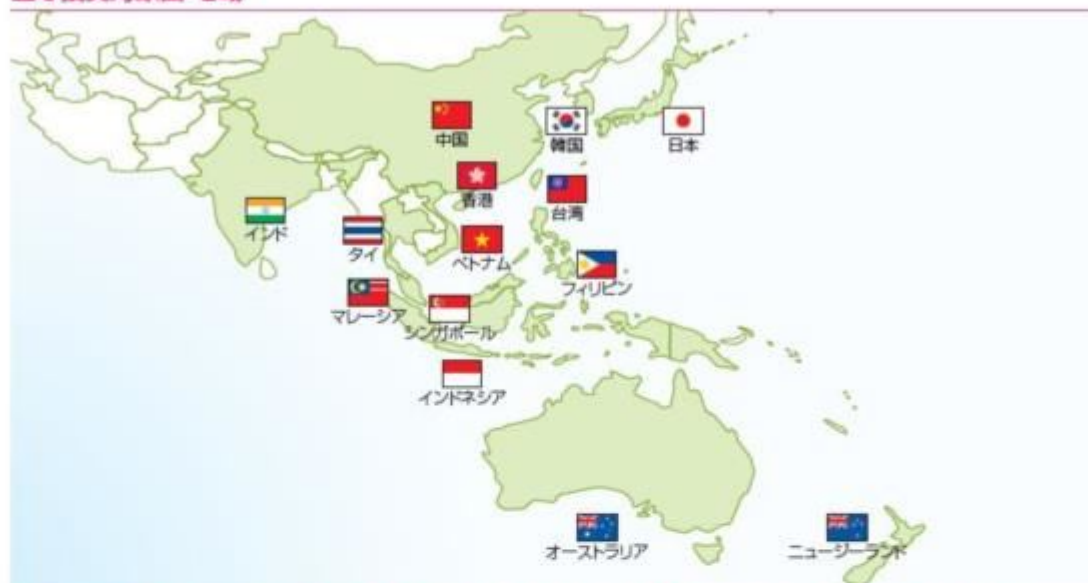 中国
韓国
日本
香港
台湾
インド
タイ
ベトナム
フィリピン
マレーシア
シンガポール
インドネシア
オーストラリア
ニュージーランド